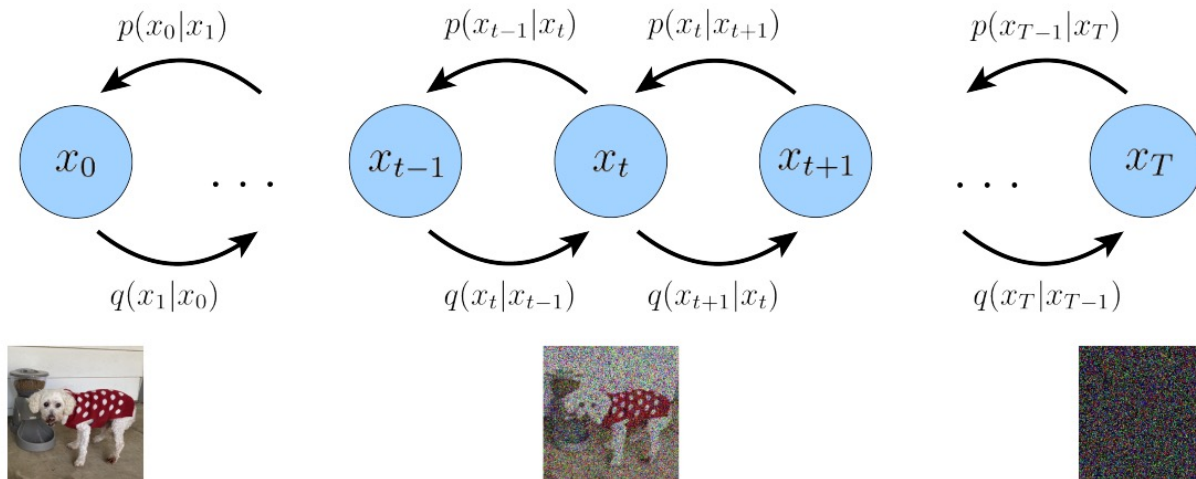 p(x_0|x_1) p(x_{t-1}|x_t) p(x_t|x_{t+1}) p(x_{T-1}|x_T)
x_0 . . . x_{t-1} x_t x_{t+1} . . . x_T
q(x_1|x_0) q(x_t|x_{t-1}) q(x_{t+1}|x_t) q(x_T|x_{T-1})